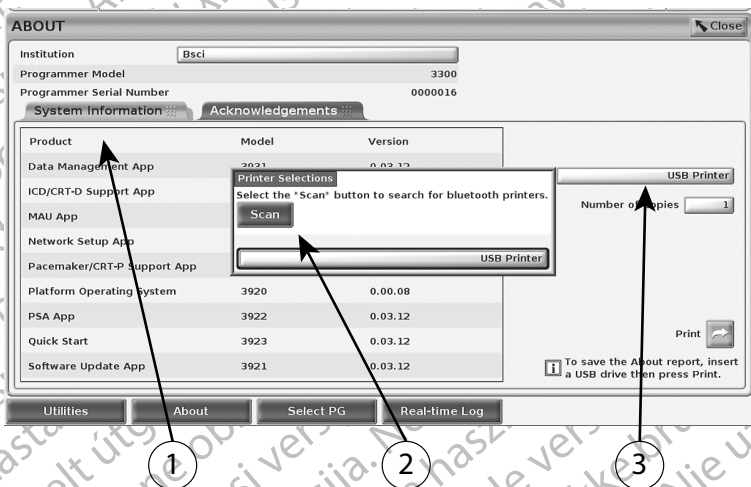 ABOUT
Close
Institution Bsci
Programmer Model 3300
Programmer Serial Number 0000016
System Information Acknowledgements
Product Model Version
Data Management App 3931 0.03.12
ICD/CRT-D Support App
MAU App
Network Setup App
Pacemaker/CRT-P Support App
Platform Operating System 3920 0.00.08
PSA App 3922 0.03.12
Quick Start 3923 0.03.12
Software Update App 3921 0.03.12
Printer Selections
Select the "Scan" button to search for bluetooth printers.
Scan
USB Printer
USB Printer
Number of Copies 1
Print
i To save the About report, insert
a USB drive then press Print.
Utilities About Select PG Real-time Log
1 2 3